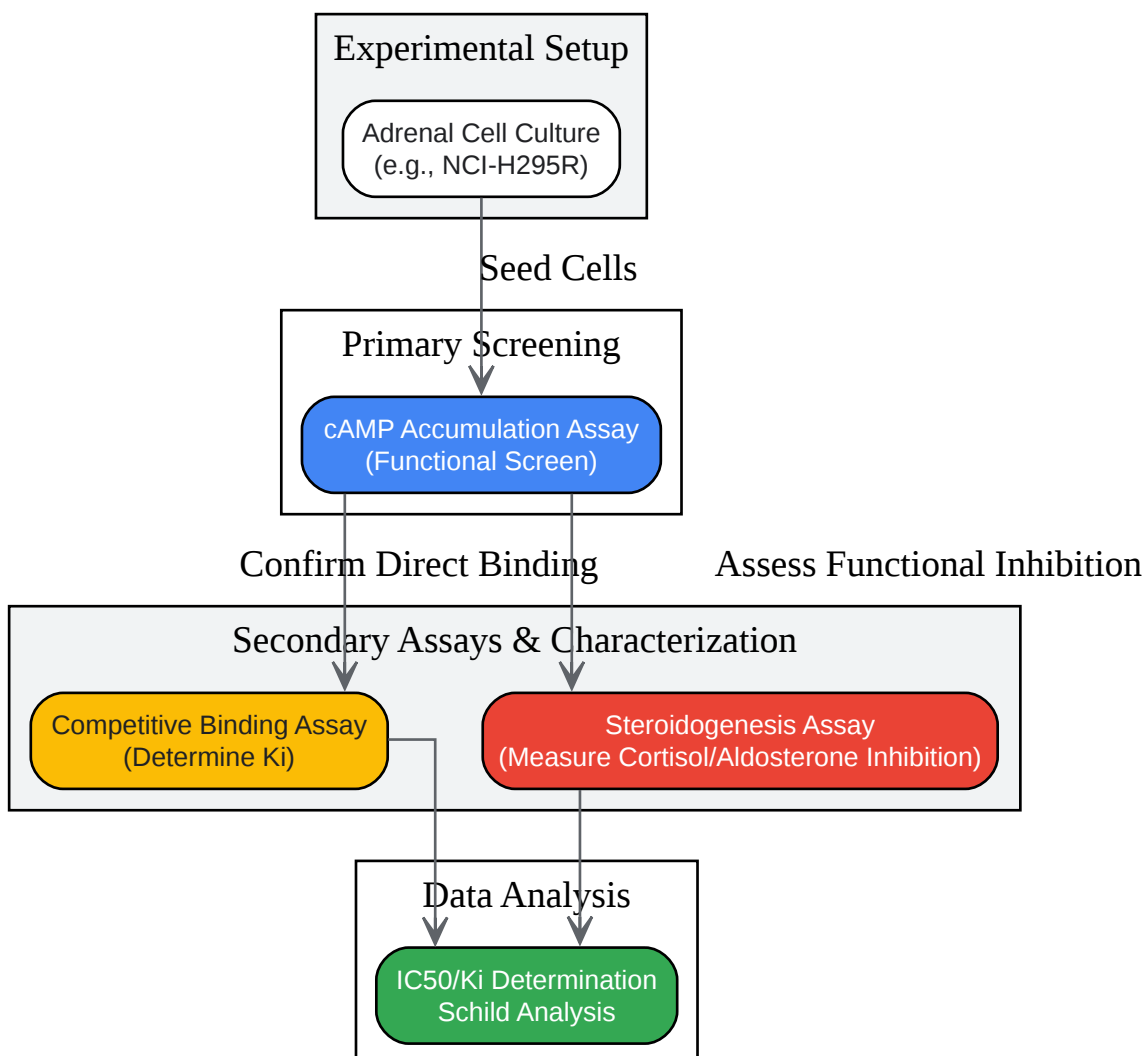 Experimental Setup
Adrenal Cell Culture
(e.g., NCI-H295R)
Seed Cells
Primary Screening
cAMP Accumulation Assay
(Functional Screen)
Confirm Direct Binding
Assess Functional Inhibition
Secondary Assays & Characterization
Competitive Binding Assay
(Determine Ki)
Steroidogenesis Assay
(Measure Cortisol/Aldosterone Inhibition)
Data Analysis
IC50/Ki Determination
Schild Analysis